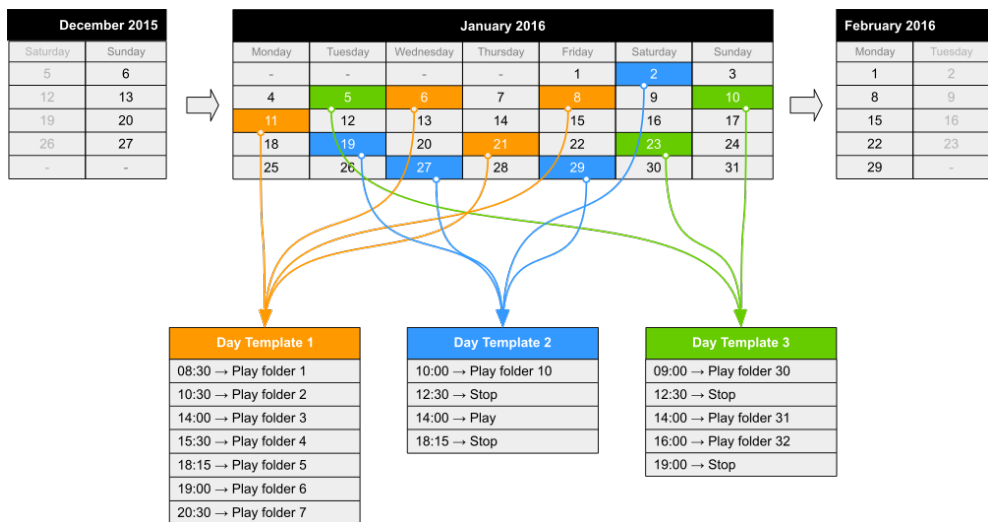 December 2015
January 2016
February 2016
Saturday Sunday
Monday Tuesday Wednesday Thursday Friday Saturday Sunday
Monday Tuesday
5 6
- - - - 1 2 3
1 2
12 13
4 5 6 7 8 9 10
8 9
19 20
11 12 13 14 15 16 17
15 16
26 27
18 19 20 21 22 23 24
22 23
- -
25 26 27 28 29 30 31
29 -
Day Template 1
08:30 → Play folder 1
10:30 → Play folder 2
14:00 → Play folder 3
15:30 → Play folder 4
18:15 → Play folder 5
19:00 → Play folder 6
20:30 → Play folder 7
Day Template 2
10:00 → Play folder 10
12:30 → Stop
14:00 → Play
18:15 → Stop
Day Template 3
09:00 → Play folder 30
12:30 → Stop
14:00 → Play folder 31
16:00 → Play folder 32
19:00 → Stop